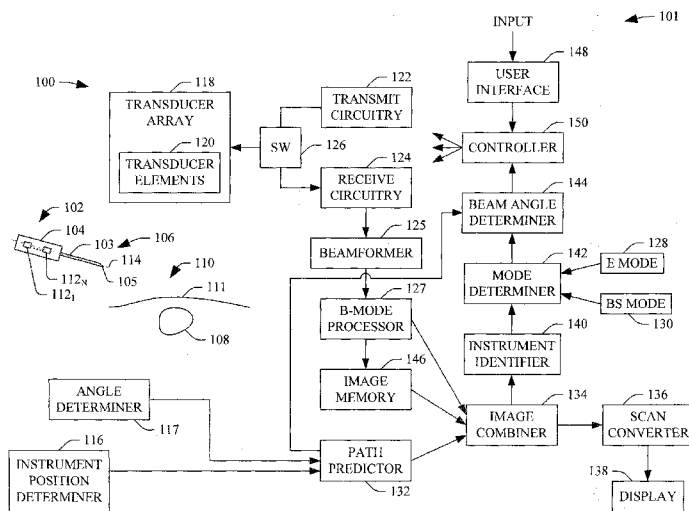 101
INPUT
148
USER
INTERFACE
100
118
TRANSDUCER
ARRAY
120
TRANSDUCER
ELEMENTS
122
TRANSMIT
CIRCUITRY
SW
126
124
RECEIVE
CIRCUITRY
150
CONTROLLER
144
BEAM ANGLE
DETERMINER
102
104
103
106
114
105
112N
1121
110
111
108
125
BEAMFORMER
127
B-MODE
PROCESSOR
146
IMAGE
MEMORY
142
MODE
DETERMINER
128
E MODE
BS MODE
130
140
INSTRUMENT
IDENTIFIER
ANGLE
DETERMINER
117
116
INSTRUMENT
POSITION
DETERMINER
PATH
PREDICTOR
132
134
IMAGE
COMBINER
136
SCAN
CONVERTER
138
DISPLAY